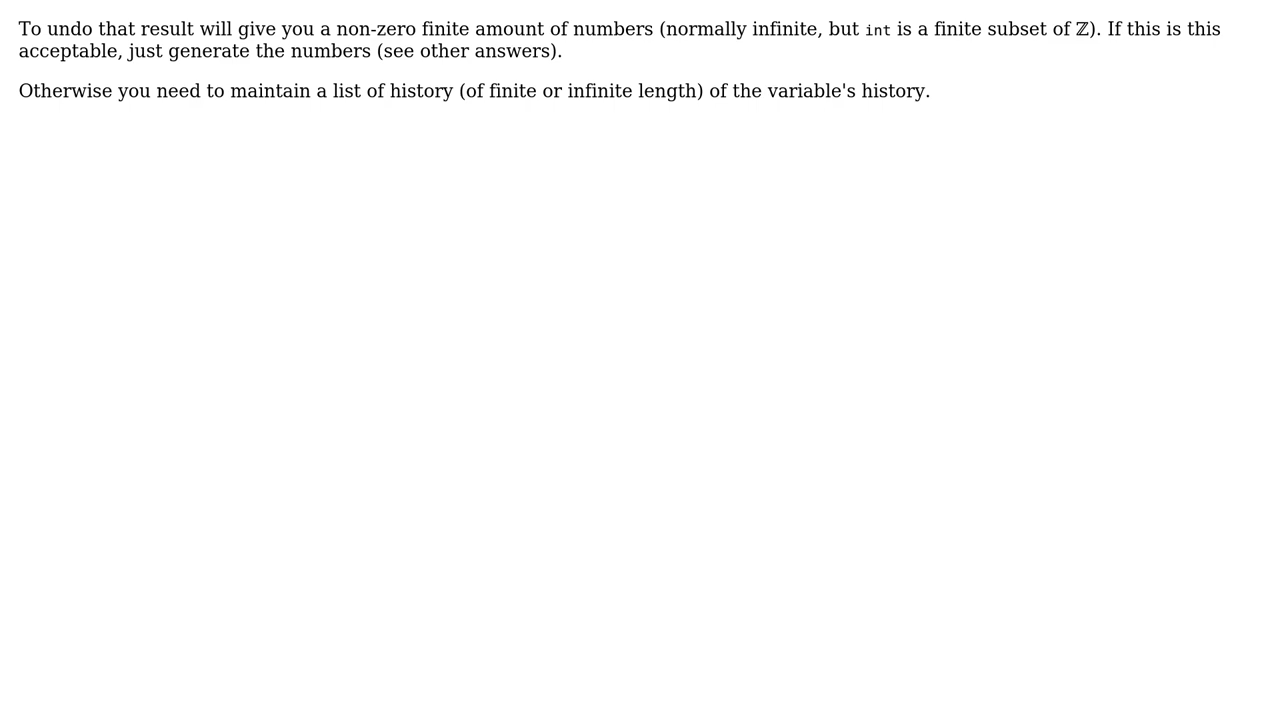 To undo that result will give you a non-zero finite amount of numbers (normally infinite, but int is a finite subset of ℤ). If this is this
acceptable, just generate the numbers (see other answers).
Otherwise you need to maintain a list of history (of finite or infinite length) of the variable's history.